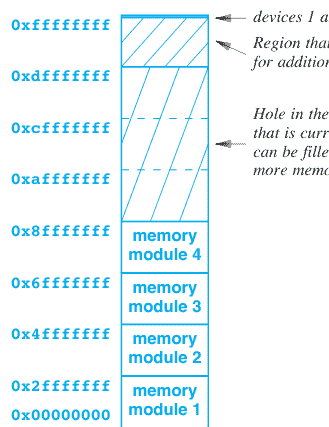 devices 1 a
0xffffffff
Region tha
for addition
0xdfffffff
Hole in the
that is curr
can be fille
more memo
0xcfffffff
0xafffffff
0x8fffffff
memory
module 4
0x6fffffff
memory
module 3
0x4fffffff
memory
module 2
0x2fffffff
memory
module 1
0x00000000